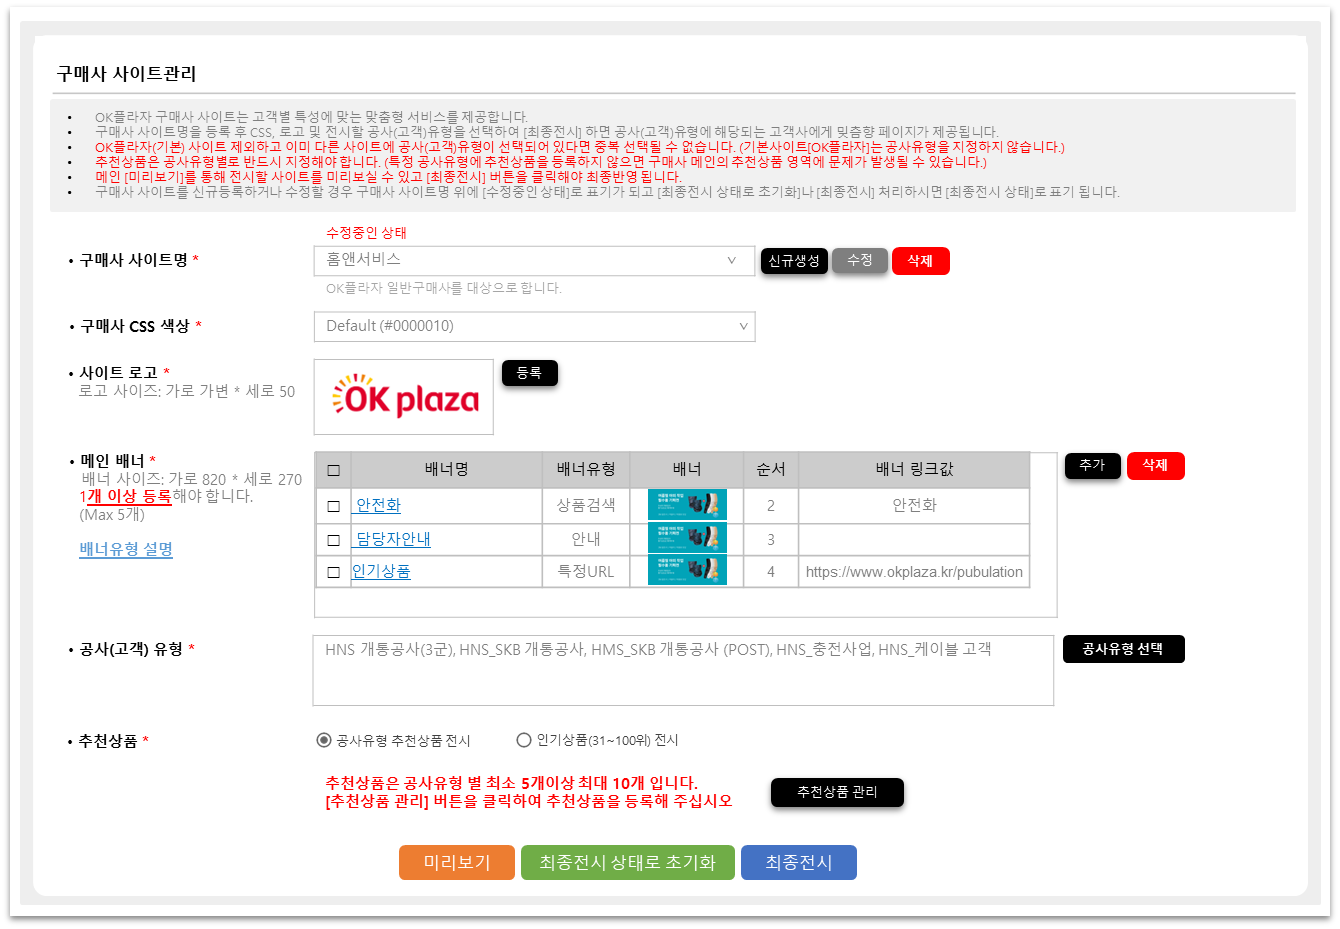 구매사 사이트관리
• OK플라자 구매사 사이트는 고객별 특성에 맞는 맞춤형 서비스를 제공합니다.
• 구매사 사이트명을 등록 후 CSS, 로고 및 전시할 공사(고객)유형을 선택하여 [최종전시] 하면 공사(고객)유형에 해당되는 고객사에게 맞춤향 페이지가 제공됩니다.
• OK플라자(기본) 사이트 제외하고 이미 다른 사이트에 공사(고객)유형이 선택되어 있다면 중복 선택될 수 없습니다. (기본사이트[OK플라자]는 공사유형을 지정하지 않습니다.)
• 추천상품은 공사유형별로 반드시 지정해야 합니다. (특정 공사유형에 추천상품을 등록하지 않으면 구매사 메인의 추천상품 영역에 문제가 발생될 수 있습니다.)
• 메인 [미리보기]를 통해 전시할 사이트를 미리보실 수 있고 [최종전시] 버튼을 클릭해야 최종반영 됩니다.
• 구매사 사이트를 신규등록하거나 수정할 경우 구매사 사이트명 위에 [수정중인 상태]로 표기가 되고 [최종전시 상태로 초기화]나 [최종전시] 처리하시면 [최종전시 상태]로 표기 됩니다.
수정중인 상태
• 구매사 사이트명 * 홈앤서비스 신규생성 수정 삭제
OK플라자 일반구매사를 대상으로 합니다.
• 구매사 CSS 색상 * Default (#0000010)
• 사이트 로고 * 등록
로고 사이즈: 가로 가변 * 세로 50
OK plaza
• 메인 배너 *
배너 사이즈: 가로 820 * 세로 270
1개 이상 등록해야 합니다.
(Max 5개)
배너유형 설명
배너명 배너유형 배너 순서 배너 링크값 추가 삭제
안전화 상품검색 2 안전화
담당자안내 안내 3
인기상품 특정URL 4 https://www.okplaza.kr/pubulation
• 공사(고객) 유형 * HNS 개통공사(3군), HNS_SKB 개통공사, HMS_SKB 개통공사 (POST), HNS_충전사업, HNS_케이블 고객 공사유형 선택
• 추천상품 * 공사유형 추천상품 전시 인기상품(31~100위) 전시
추천상품은 공사유형 별 최소 5개이상 최대 10개 입니다.
[추천상품 관리] 버튼을 클릭하여 추천상품을 등록해 주십시오
추천상품 관리
미리보기 최종전시 상태로 초기화 최종전시